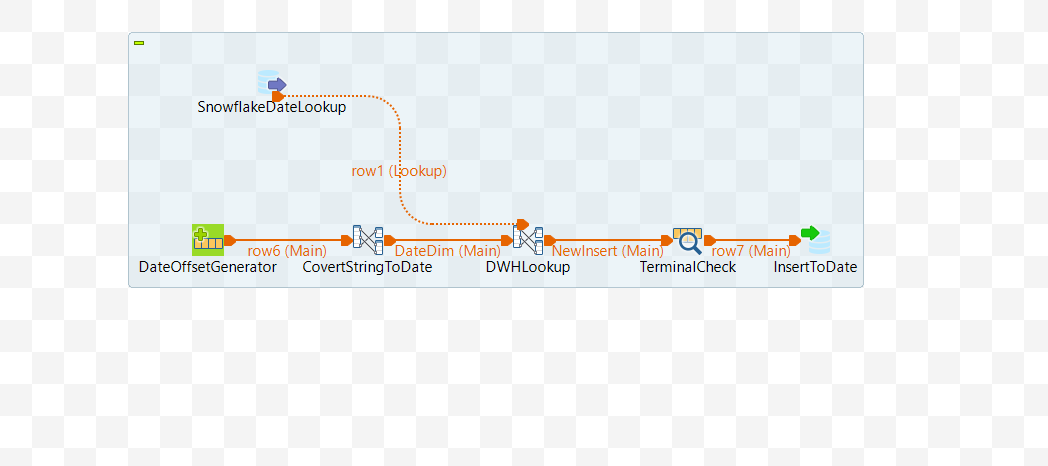 SnowflakeDateLookup
row1 (Lookup)
row6 (Main)
DateDim (Main)
NewInsert (Main)
row7 (Main)
DateOffsetGenerator
CovertStringToDate
DWHLookup
TerminalCheck
InsertToDate